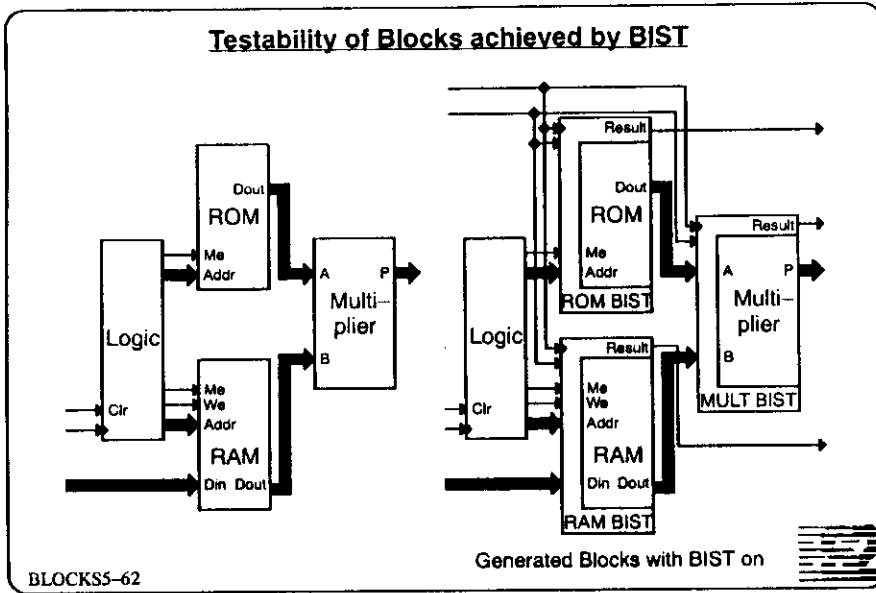 Testability of Blocks achieved by BIST
Dout
ROM
Me
Addr
Logic
Clr
A
P
Multi–
plier
B
Me
We
Addr
RAM
Din Dout
Result
Dout
ROM
Me
Addr
ROM BIST
Logic
Clr
Result
A
P
Multi–
plier
B
MULT BIST
Result
Me
We
Addr
RAM
Din Dout
RAM BIST
Generated Blocks with BIST on
BLOCKS5–62